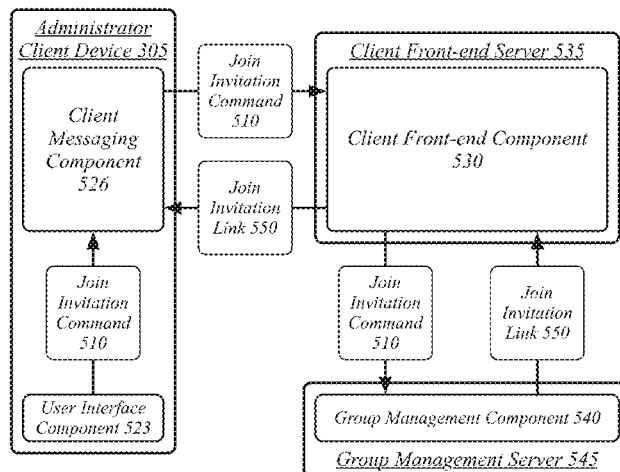 Administrator
Client Device 305
Client
Messaging
Component
526
Join
Invitation
Command
510
User Interface
Component 523
Join
Invitation
Command
510
Join
Invitation
Link 550
Client Front-end Server 535
Client Front-end Component
530
Join
Invitation
Command
510
Join
Invitation
Link 550
Group Management Component 540
Group Management Server 545